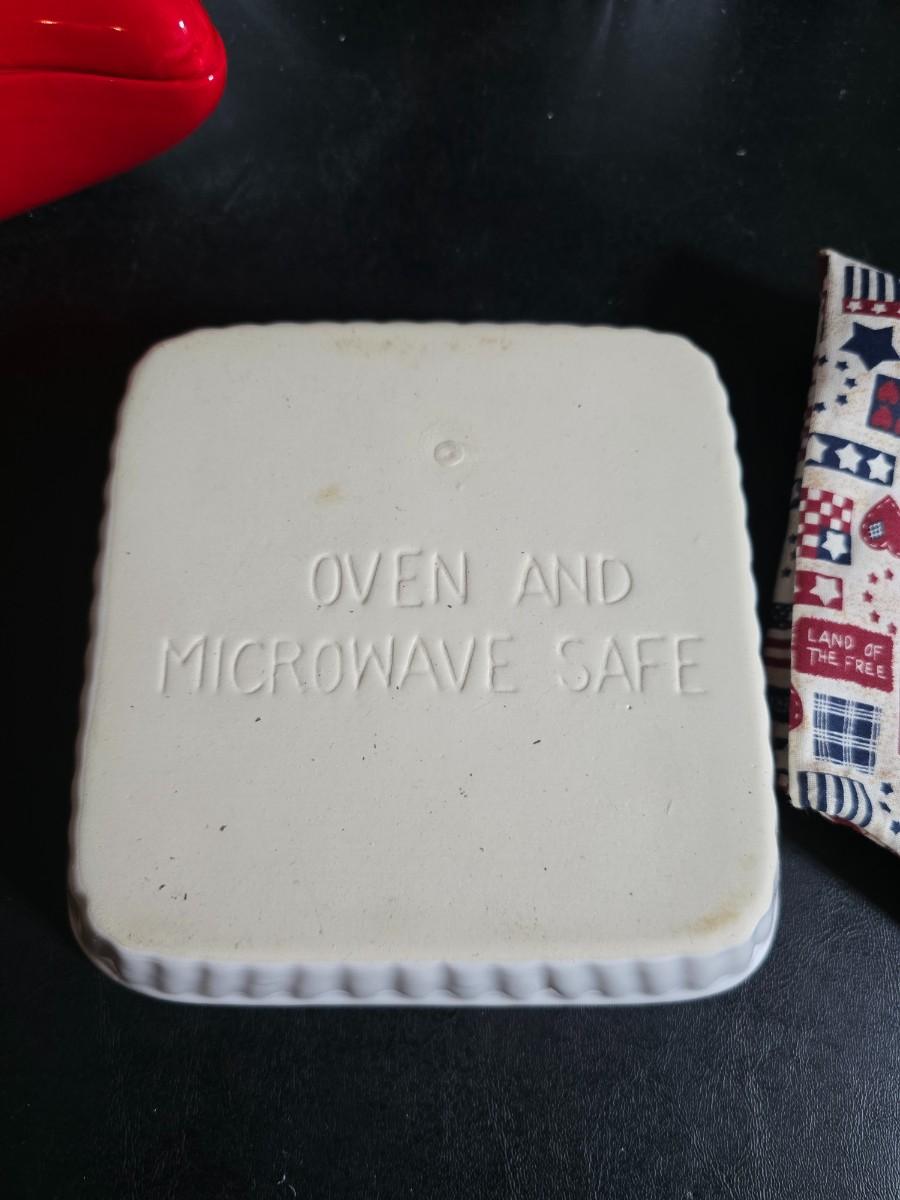 OVEN AND
MICROWAVE SAFE
LAND OF
THE FREE